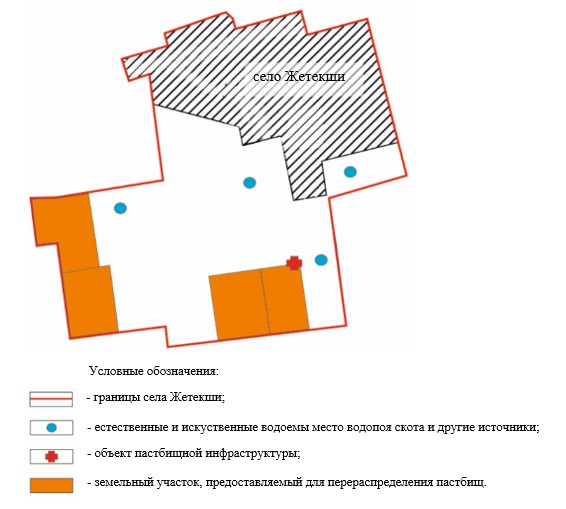 село Жетекши
Условные обозначения:
- границы села Жетекши;
- естественные и искуственные водоемы место водопоя скота и другие источники;
- объект пастбищной инфраструктуры;
- земельный участок, предоставляемый для перераспределения пастбищ.